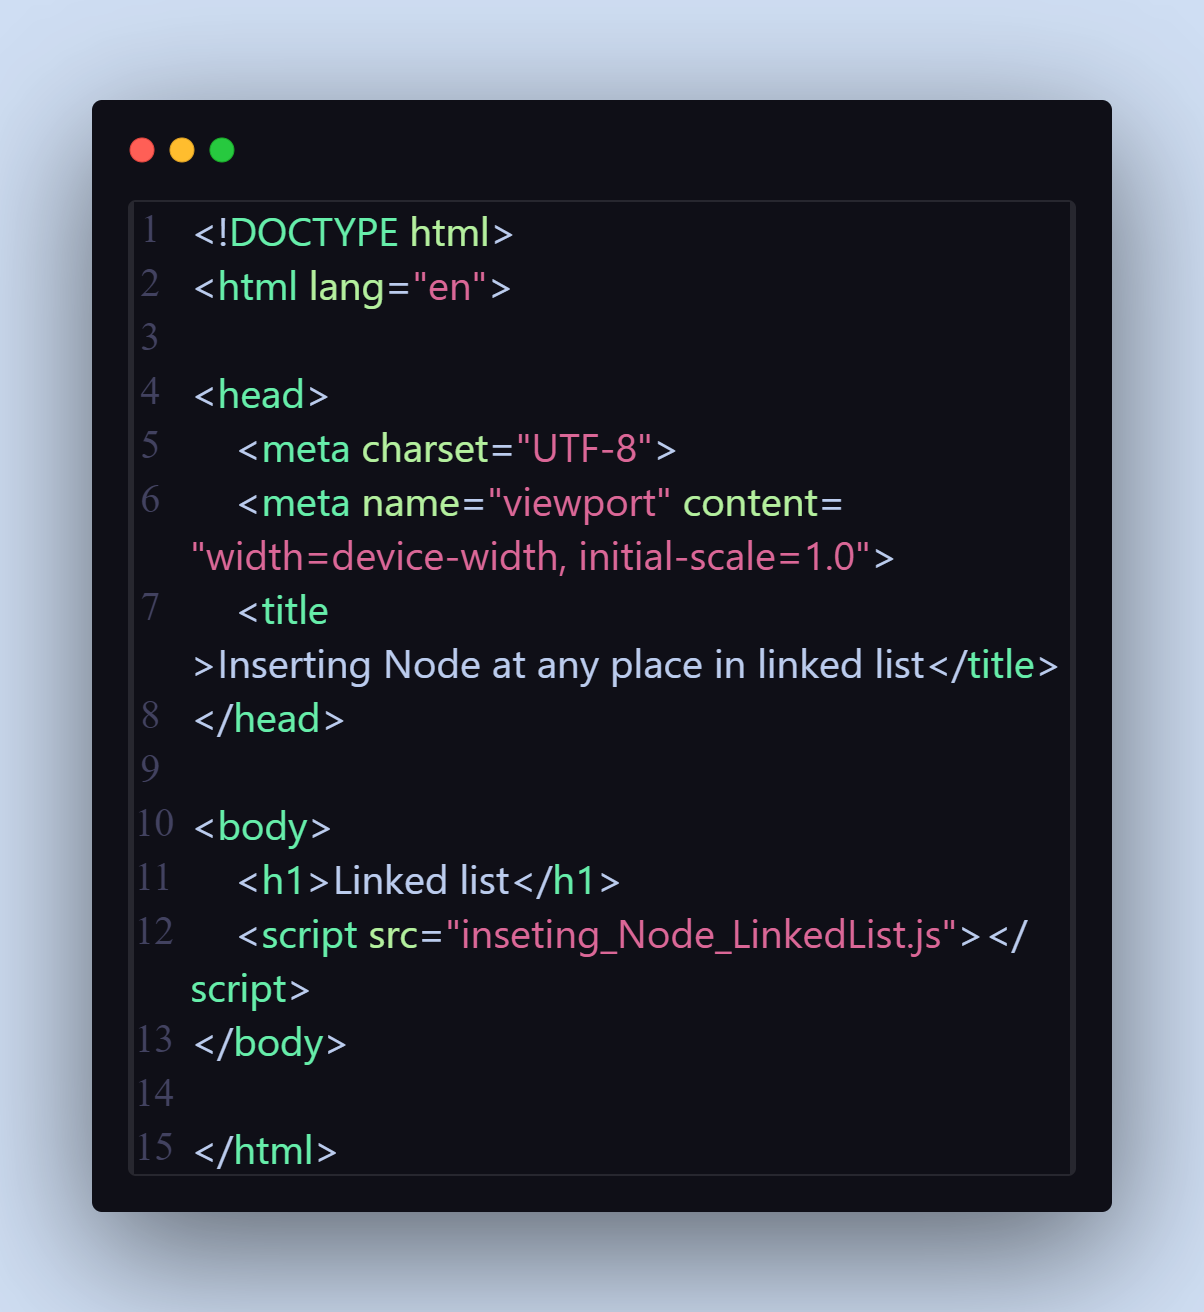 1 <!DOCTYPE html>
2 <html lang="en">
3
4 <head>
5     <meta charset="UTF-8">
6     <meta name="viewport" content=
"width=device-width, initial-scale=1.0">
7     <title
>Inserting Node at any place in linked list</title>
8 </head>
9
10 <body>
11     <h1>Linked list</h1>
12     <script src="inseting_Node_LinkedList.js"></
script>
13 </body>
14
15 </html>